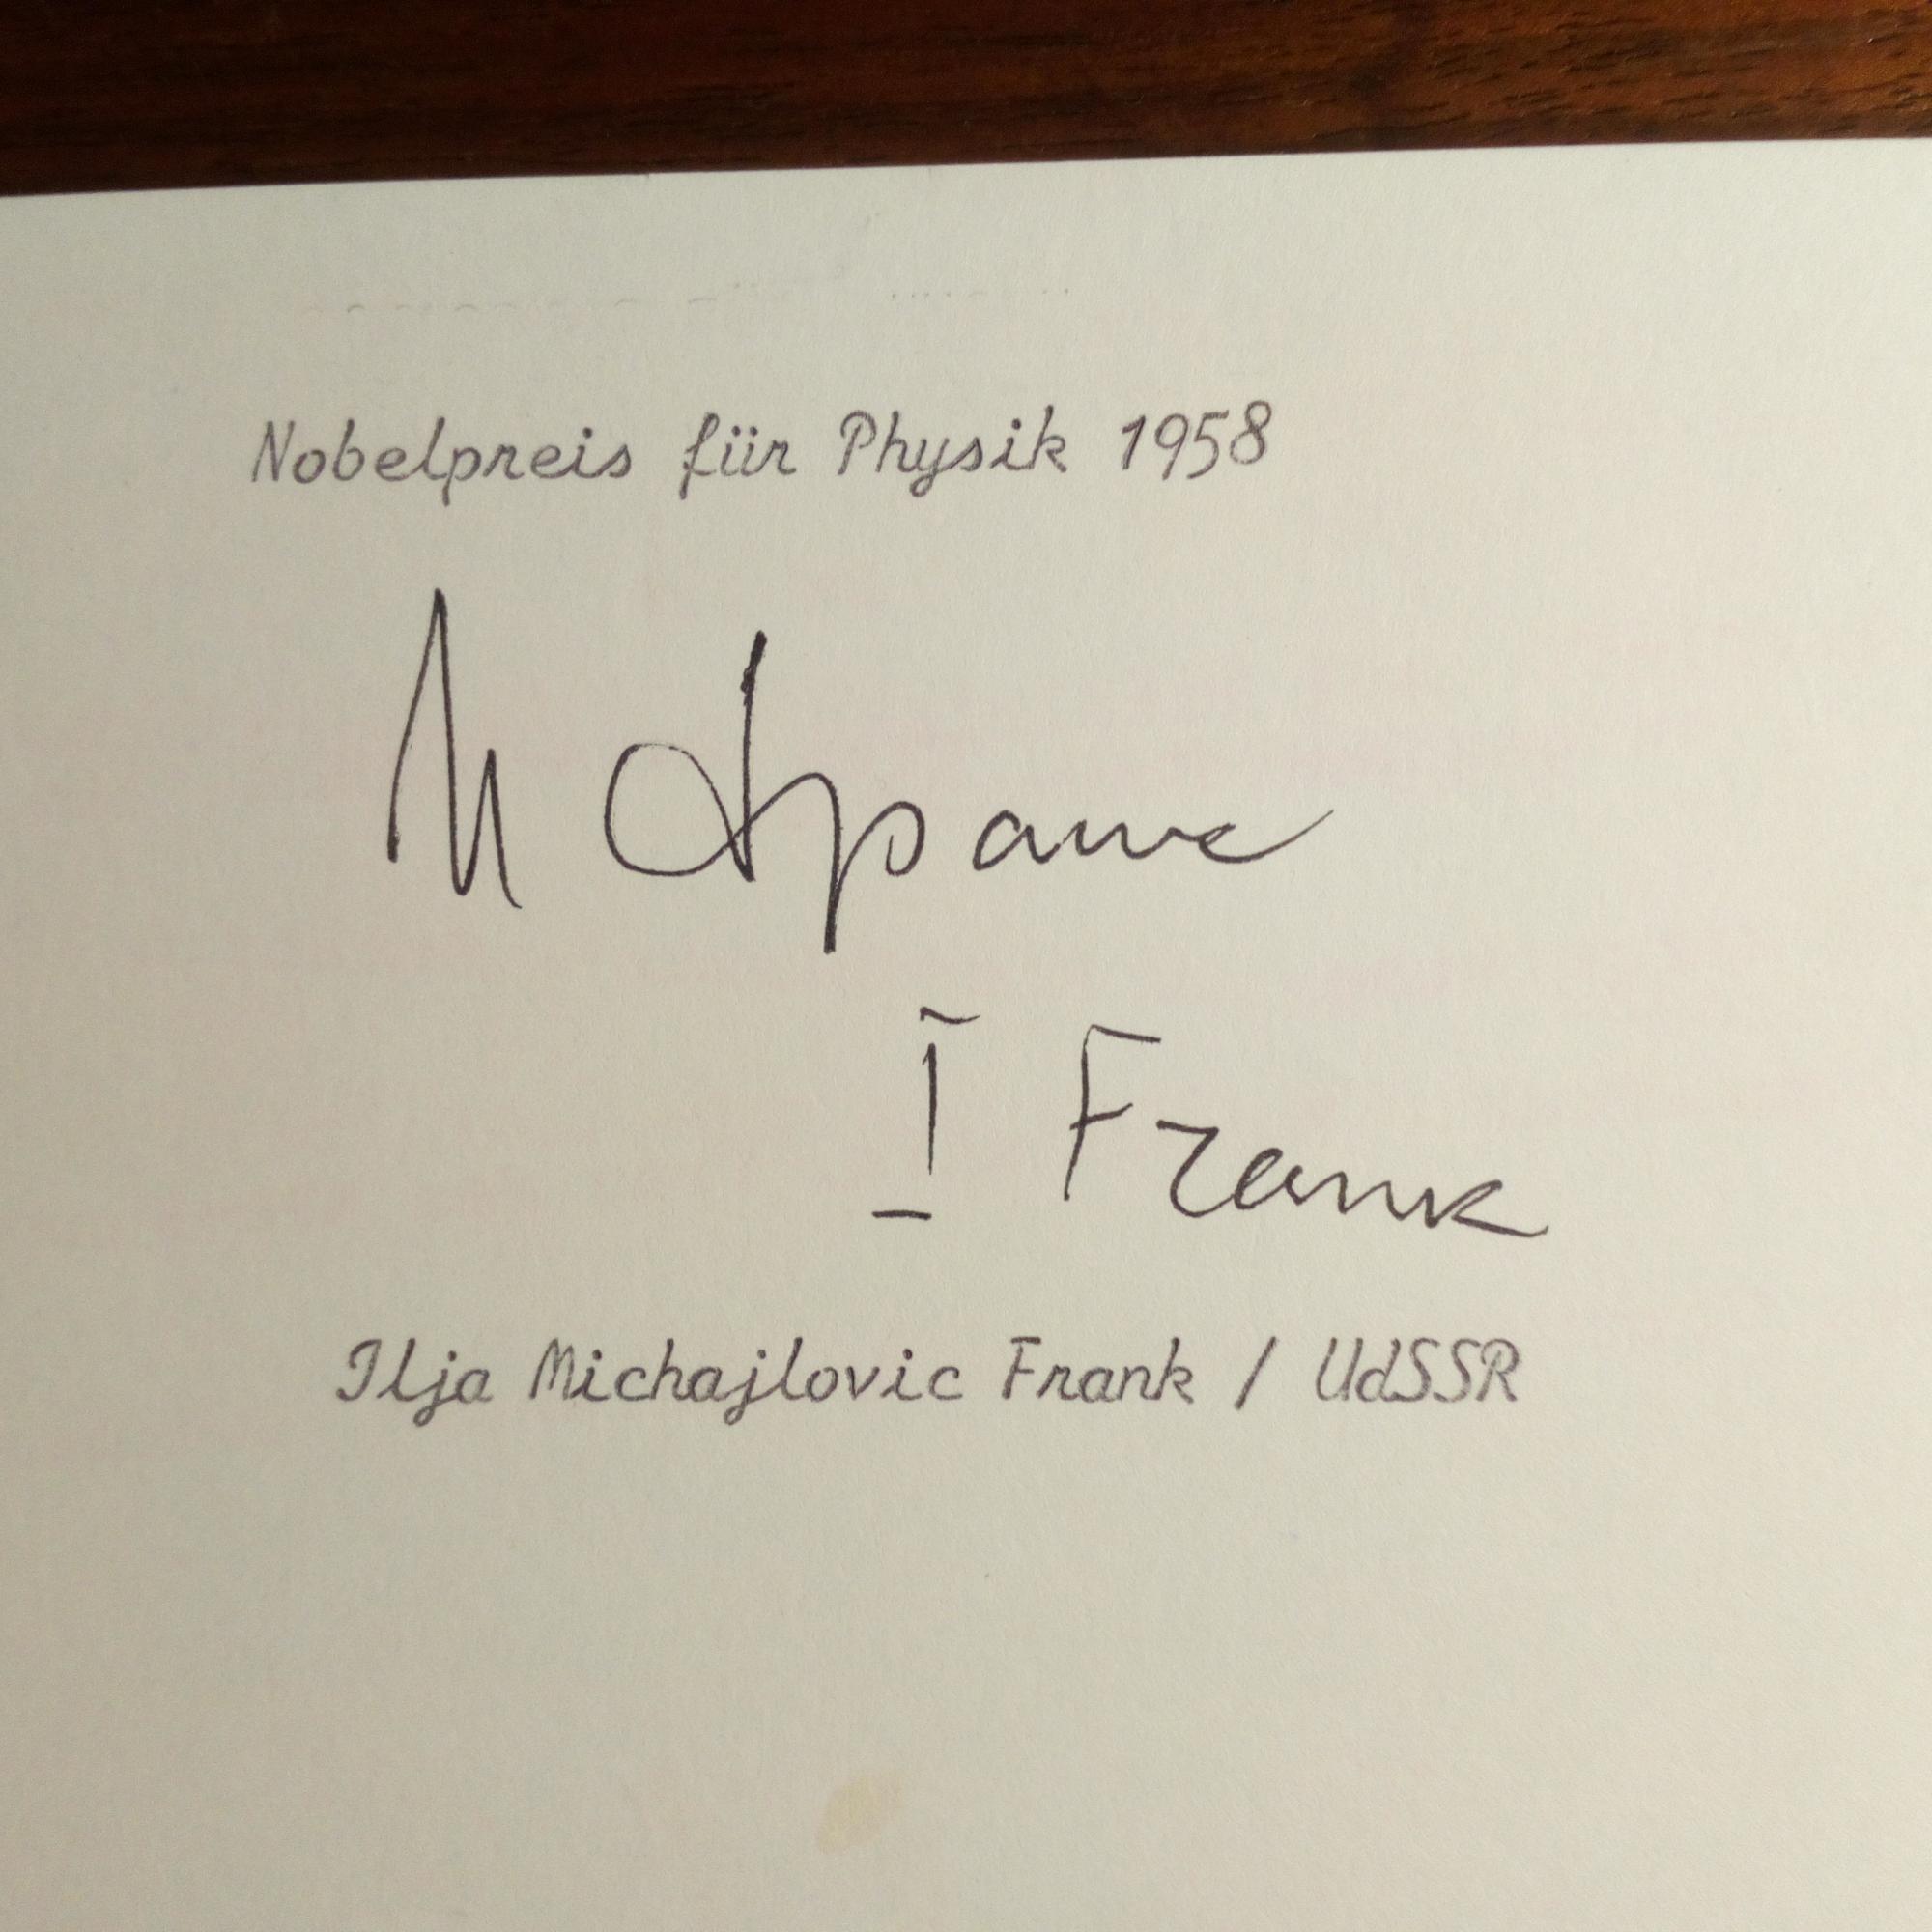 Nobelpreis für Physik 1958
И Франк
I Frank
Ilja Michajlovic Frank / UdSSR